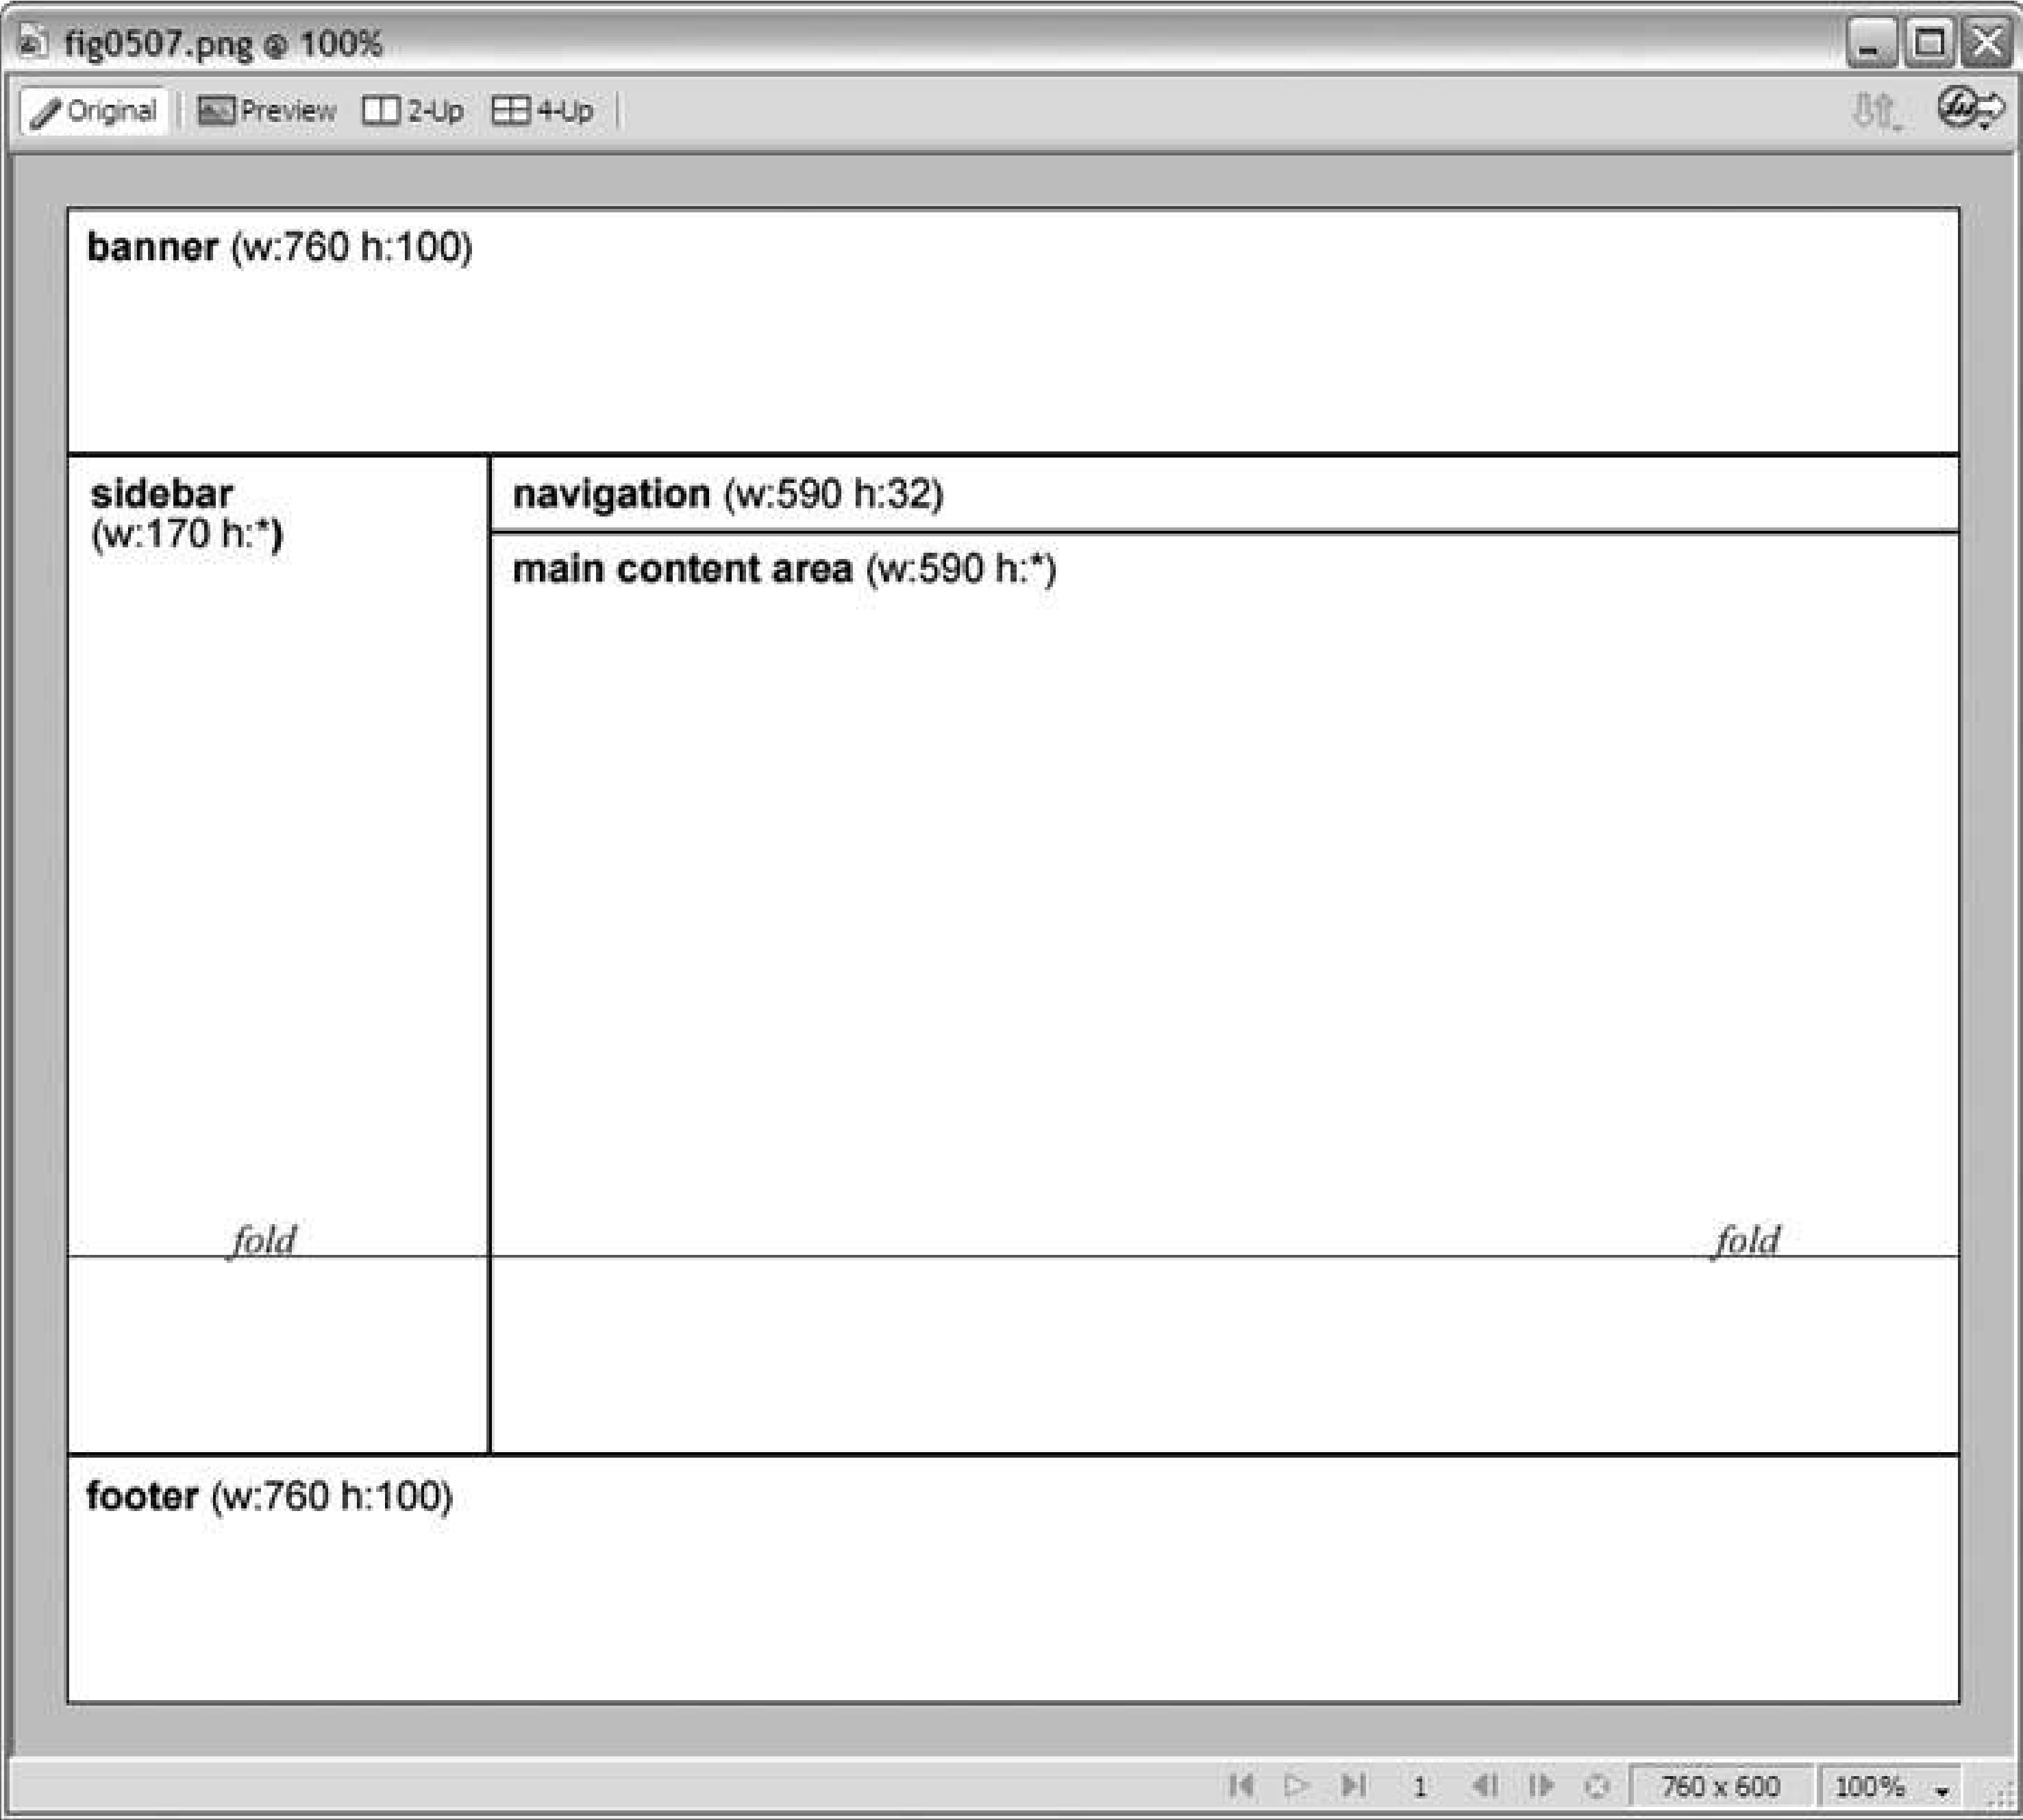 fig0507.png @ 100%
Original Preview 2-Up 4-Up
banner (w:760 h:100)
sidebar
(w:170 h:*)
navigation (w:590 h:32)
main content area (w:590 h:*)
fold fold
footer (w:760 h:100)
1 760 x 600 100%